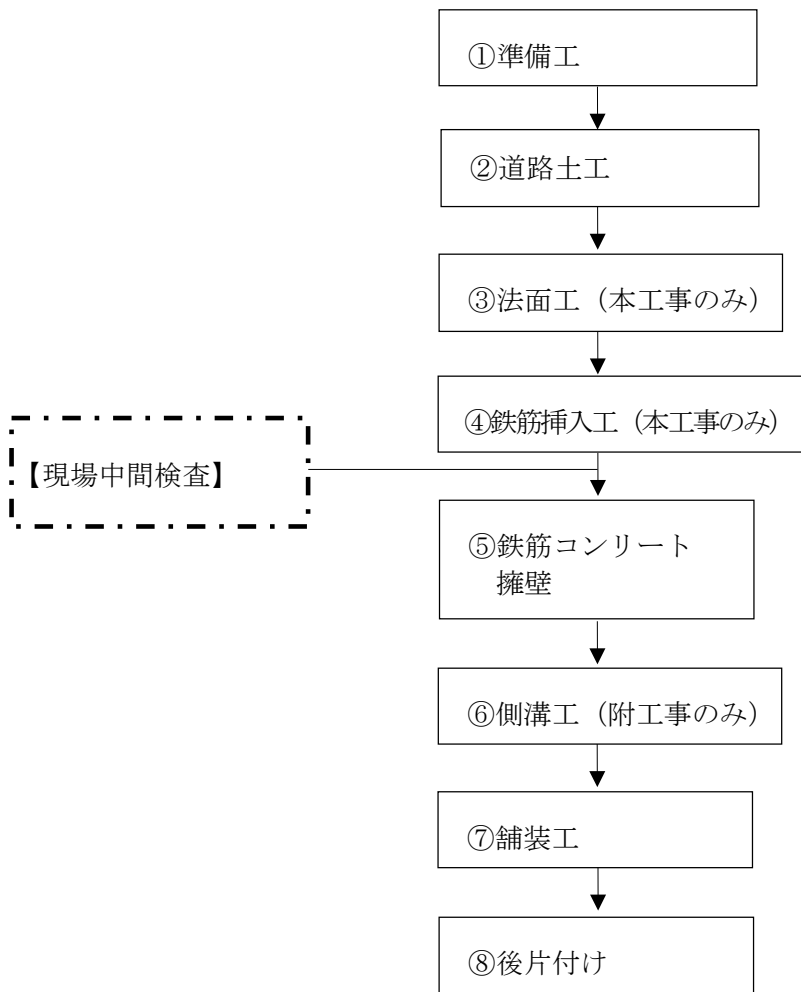 ①準備工
②道路土工
③法面工（本工事のみ）
④鉄筋挿入工（本工事のみ）
【現場中間検査】
⑤鉄筋コンリート
擁壁
⑥側溝工（附工事のみ）
⑦舗装工
⑧後片付け